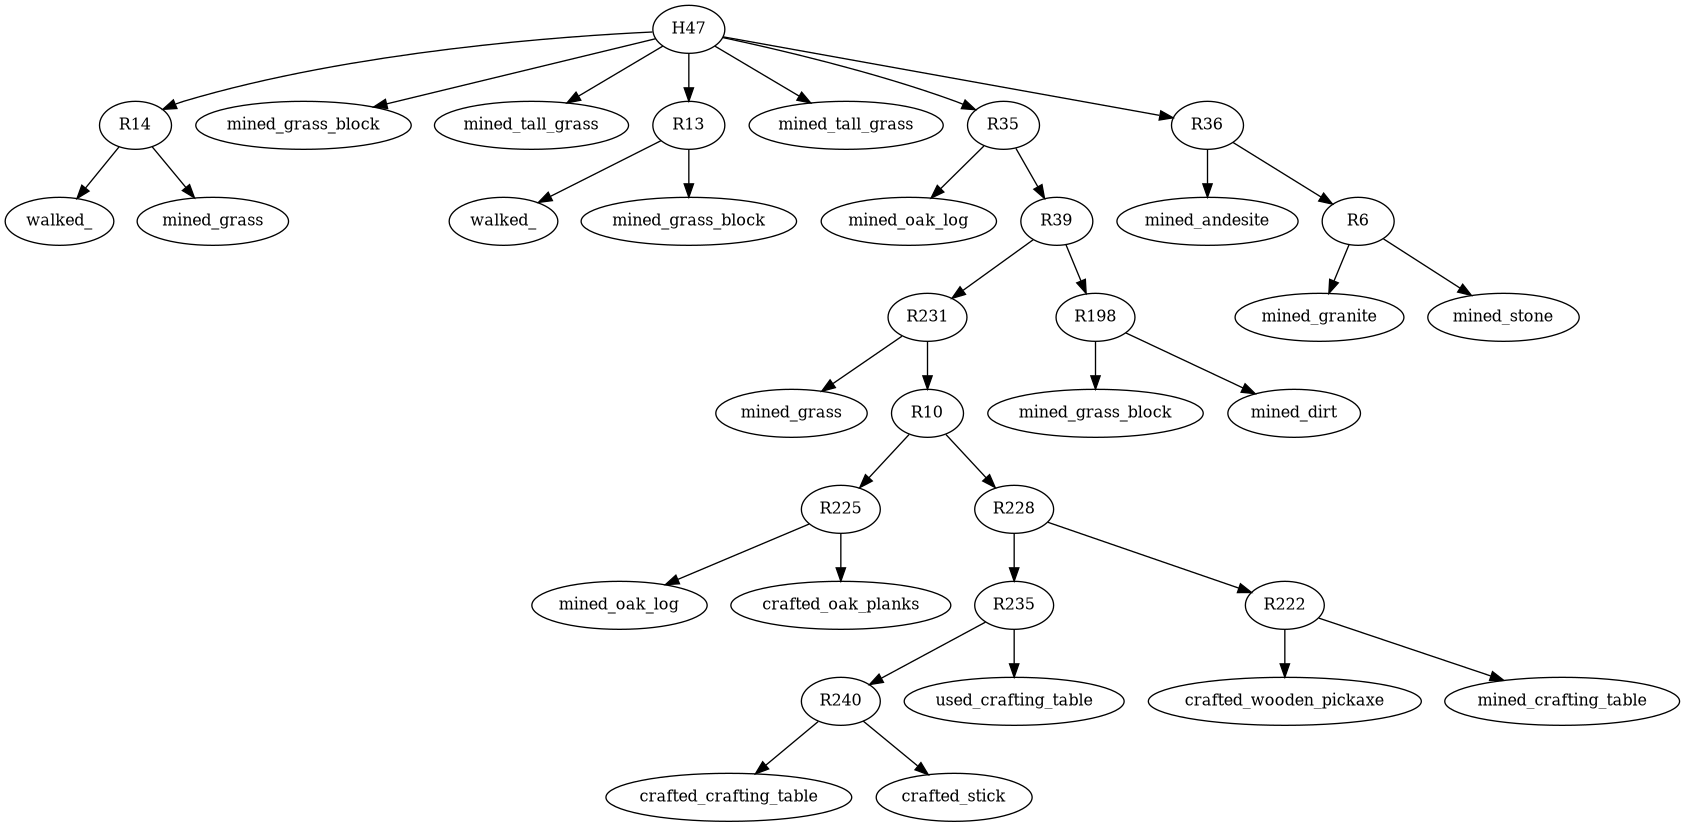 H47
R14
mined_grass_block
mined_tall_grass
R13
mined_tall_grass
R35
R36
walked_
mined_grass
walked_
mined_grass_block
mined_oak_log
R39
mined_andesite
R6
R231
R198
mined_granite
mined_stone
mined_grass
R10
mined_grass_block
mined_dirt
R225
R228
mined_oak_log
crafted_oak_planks
R235
R222
R240
used_crafting_table
crafted_wooden_pickaxe
mined_crafting_table
crafted_crafting_table
crafted_stick